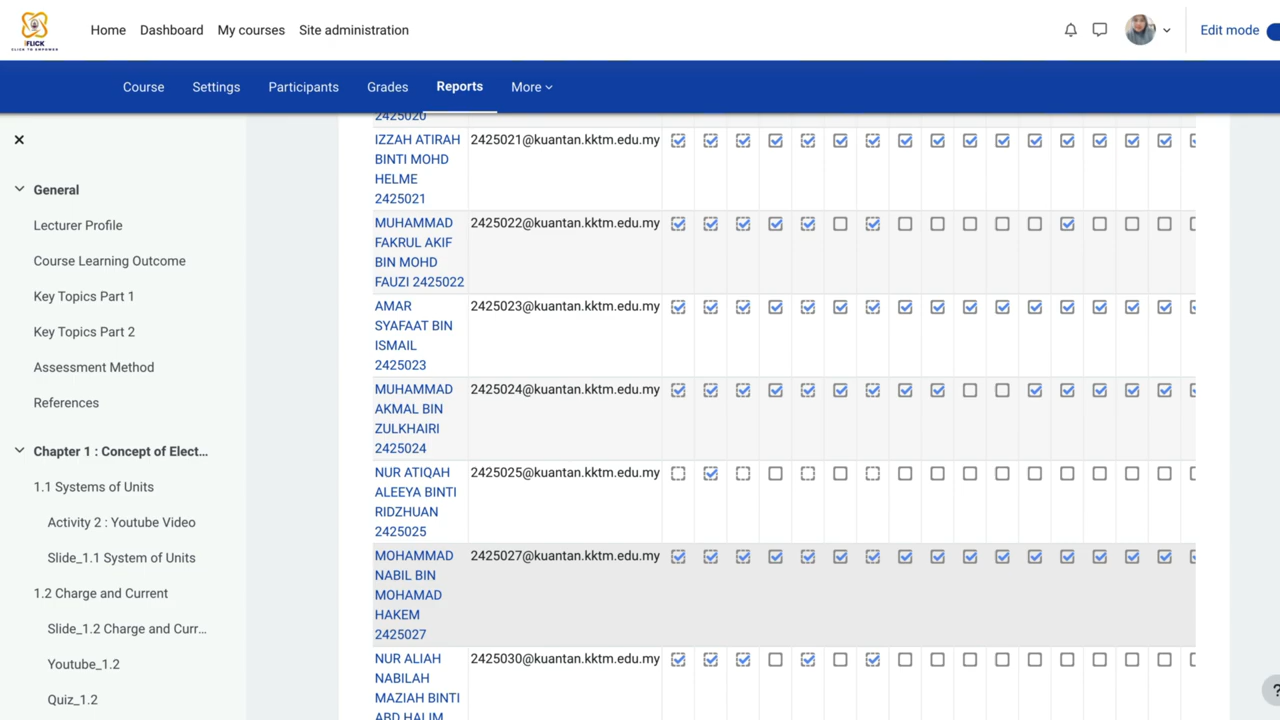 iFLICK
CLICK TO EMPOWER
Home Dashboard My courses Site administration
Edit mode
Course Settings Participants Grades Reports More
2425020
General
Lecturer Profile
Course Learning Outcome
Key Topics Part 1
Key Topics Part 2
Assessment Method
References
Chapter 1 : Concept of Elect...
1.1 Systems of Units
Activity 2 : Youtube Video
Slide_1.1 System of Units
1.2 Charge and Current
Slide_1.2 Charge and Curr...
Youtube_1.2
Quiz_1.2
IZZAH ATIRAH 2425021@kuantan.kktm.edu.my
BINTI MOHD
HELME
2425021
MUHAMMAD 2425022@kuantan.kktm.edu.my
FAKRUL AKIF
BIN MOHD
FAUZI 2425022
AMAR 2425023@kuantan.kktm.edu.my
SYAFAAT BIN
ISMAIL
2425023
MUHAMMAD 2425024@kuantan.kktm.edu.my
AKMAL BIN
ZULKHAIRI
2425024
NUR ATIQAH 2425025@kuantan.kktm.edu.my
ALEEYA BINTI
RIDZHUAN
2425025
MOHAMMAD 2425027@kuantan.kktm.edu.my
NABIL BIN
MOHAMAD
HAKEM
2425027
NUR ALIAH 2425030@kuantan.kktm.edu.my
NABILAH
MAZIAH BINTI
ABD HALIM
?